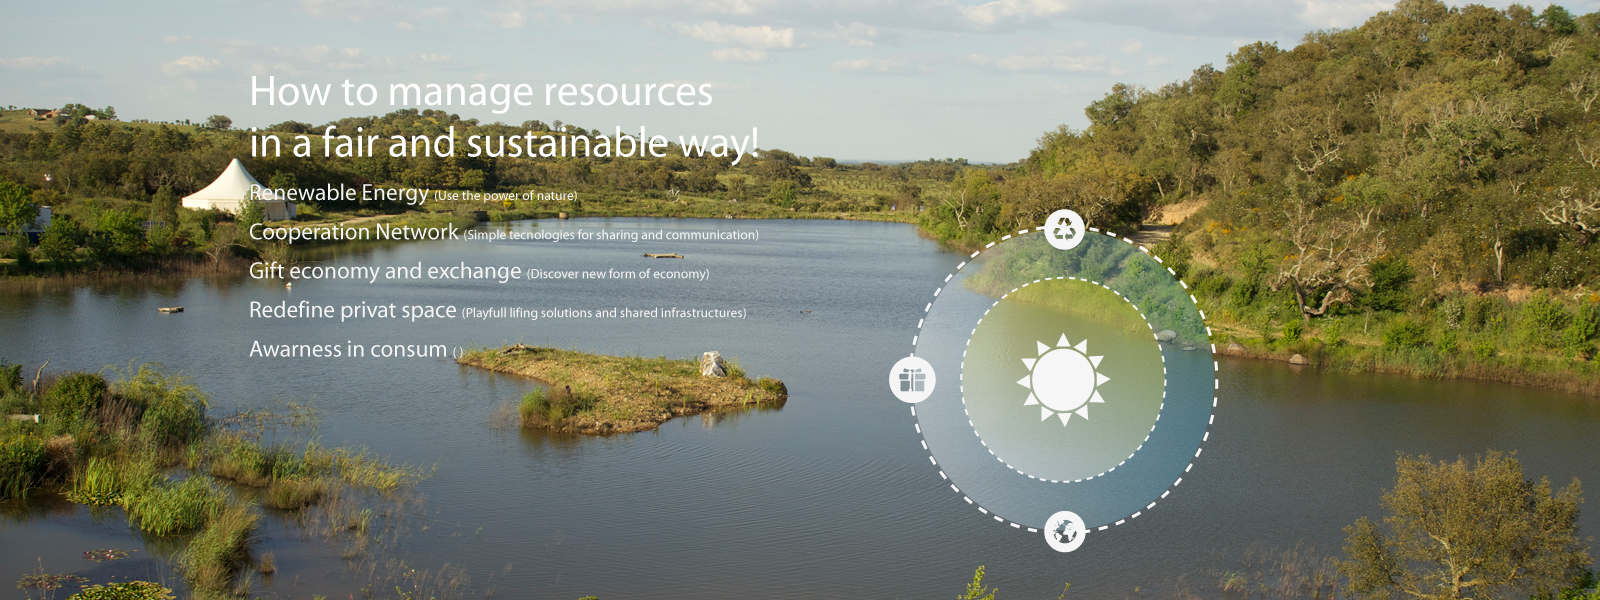 How to manage resources
in a fair and sustainable way!
Renewable Energy (Use the power of nature)
Cooperation Network (Simple tecnologies for sharing and communication)
Gift economy and exchange (Discover new form of economy)
Redefine privat space (Playfull lifing solutions and shared infrastructures)
Awarness in consum ( )